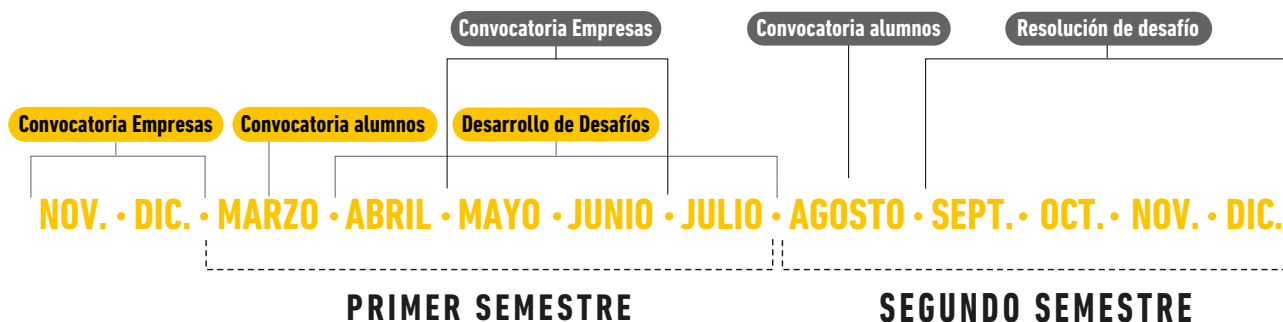 Convocatoria Empresas
Convocatoria alumnos
Resolución de desafío
Convocatoria Empresas
Convocatoria alumnos
Desarrollo de Desafíos
NOV. • DIC. • MARZO • ABRIL • MAYO • JUNIO • JULIO • AGOSTO • SEPT. • OCT. • NOV. • DIC.
PRIMER SEMESTRE
SEGUNDO SEMESTRE